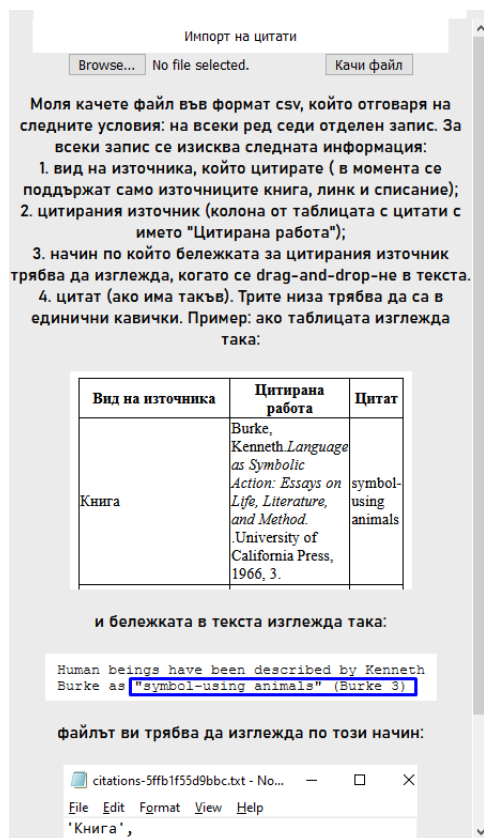 Импорт на цитати
Browse... No file selected. Качи файл
Моля качете файл във формат csv, който отговаря на
следните условия: на всеки ред седи отделен запис. За
всеки запис се изисква следната информация:
1. вид на източника, който цитирате ( в момента се
поддържат само източниците книга, линк и списание);
2. цитирания източник (колона от таблицата с цитати с
името "Цитирана работа");
3. начин по който бележката за цитирания източник
трябва да изглежда, когато се drag-and-drop-не в текста.
4. цитат (ако има такъв). Трите низа трябва да са в
единични кавички. Пример: ако таблицата изглежда
така:
Вид на източника
Цитирана
работа
Цитат
Книга
Burke,
Kenneth.Language
as Symbolic
Action: Essays on
Life, Literature,
and Method.
.University of
California Press,
1966, 3.
symbol-
using
animals
и бележката в текста изглежда така:
Human beings have been described by Kenneth
Burke as "symbol-using animals" (Burke 3)
файлът ви трябва да изглежда по този начин:
citations-5ffb1f55d9bbc.txt - No...
File Edit Format View Help
'Книга',